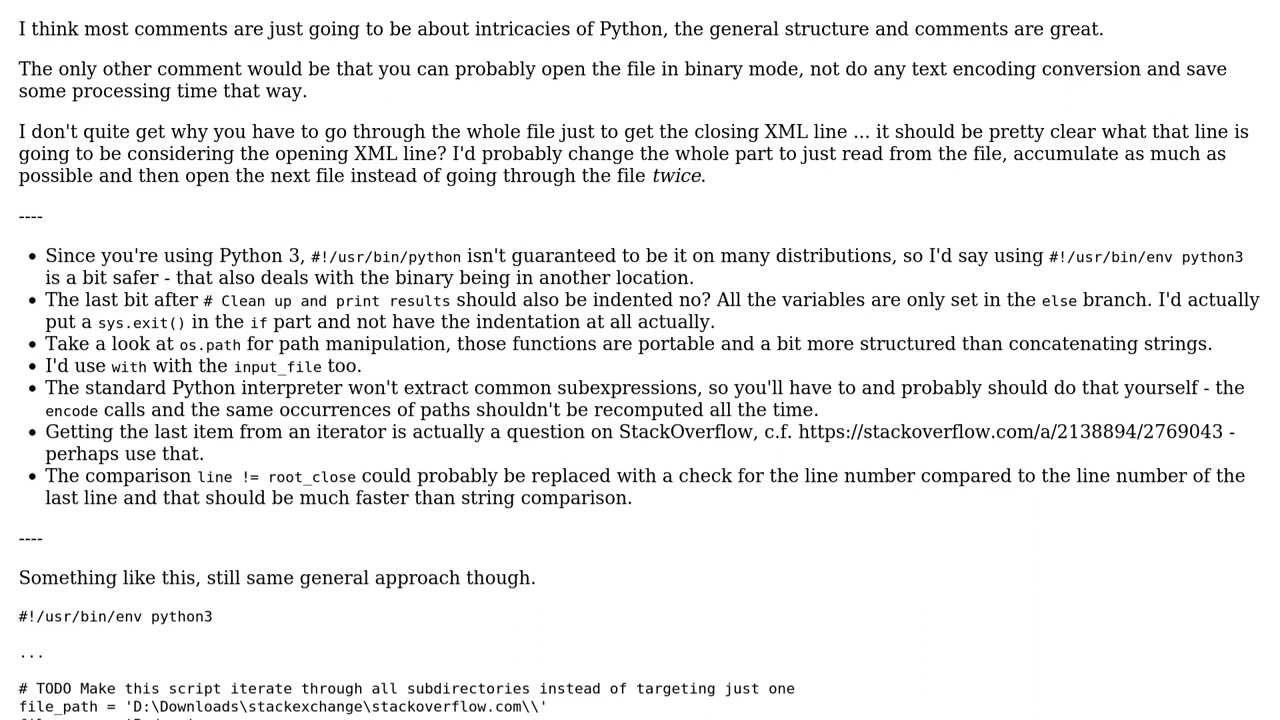 I think most comments are just going to be about intricacies of Python, the general structure and comments are great.
The only other comment would be that you can probably open the file in binary mode, not do any text encoding conversion and save
some processing time that way.
I don't quite get why you have to go through the whole file just to get the closing XML line ... it should be pretty clear what that line is
going to be considering the opening XML line? I'd probably change the whole part to just read from the file, accumulate as much as
possible and then open the next file instead of going through the file twice.
----
• Since you're using Python 3, #!/usr/bin/python isn't guaranteed to be it on many distributions, so I'd say using #!/usr/bin/env python3
is a bit safer - that also deals with the binary being in another location.
• The last bit after # Clean up and print results should also be indented no? All the variables are only set in the else branch. I'd actually
put a sys.exit() in the if part and not have the indentation at all actually.
• Take a look at os.path for path manipulation, those functions are portable and a bit more structured than concatenating strings.
• I'd use with with the input_file too.
• The standard Python interpreter won't extract common subexpressions, so you'll have to and probably should do that yourself - the
encode calls and the same occurrences of paths shouldn't be recomputed all the time.
• Getting the last item from an iterator is actually a question on StackOverflow, c.f. https://stackoverflow.com/a/2138894/2769043 -
perhaps use that.
• The comparison line != root_close could probably be replaced with a check for the line number compared to the line number of the
last line and that should be much faster than string comparison.
----
Something like this, still same general approach though.
#!/usr/bin/env python3
...
# TODO Make this script iterate through all subdirectories instead of targeting just one
file_path = 'D:\Downloads\stackexchange\stackoverflow.com\\'